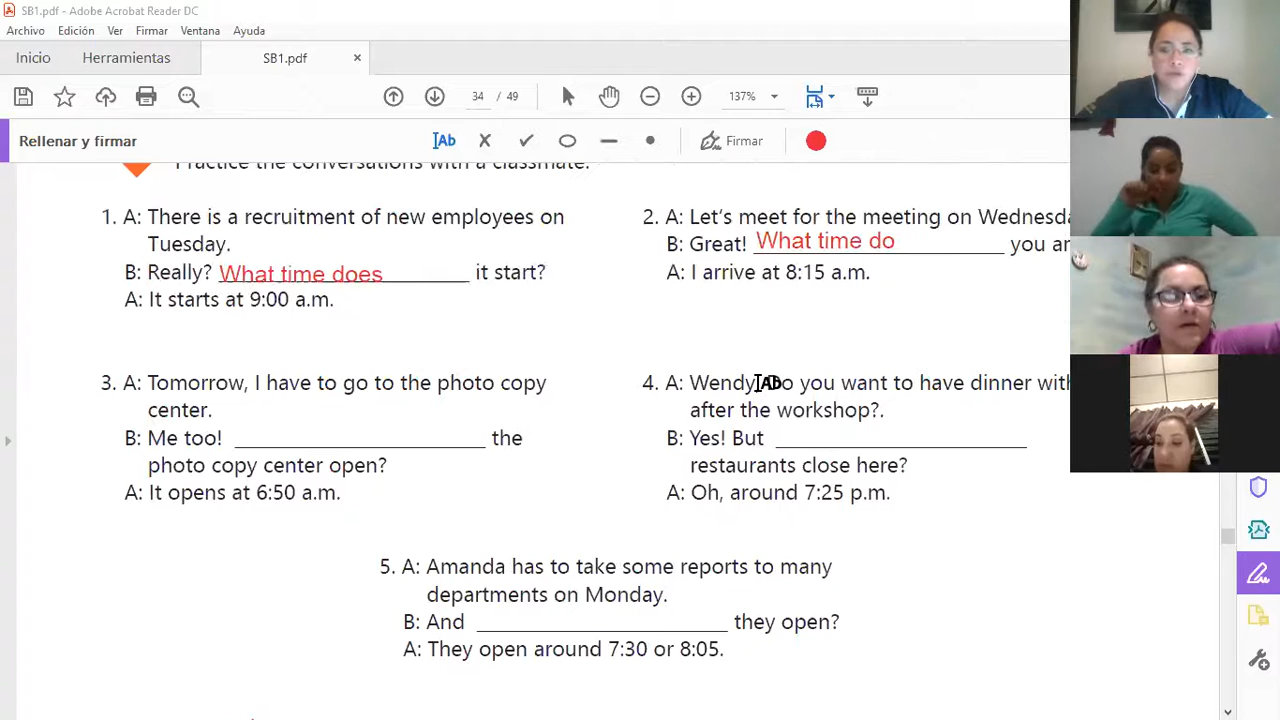 SB1.pdf - Adobe Acrobat Reader DC
Archivo Edición Ver Firmar Ventana Ayuda
Inicio Herramientas SB1.pdf ×
34 / 49 137%
Rellenar y firmar Ab Firmar
Practice the conversations with a classmate.
1. A: There is a recruitment of new employees on
Tuesday.
B: Really? What time does it start?
A: It starts at 9:00 a.m.
2. A: Let's meet for the meeting on Wednesda
B: Great! What time do you ar
A: I arrive at 8:15 a.m.
3. A: Tomorrow, I have to go to the photo copy
center.
B: Me too! ______ the
photo copy center open?
A: It opens at 6:50 a.m.
4. A: Wendy, Do you want to have dinner with
after the workshop?.
B: Yes! But ______
restaurants close here?
A: Oh, around 7:25 p.m.
5. A: Amanda has to take some reports to many
departments on Monday.
B: And ______ they open?
A: They open around 7:30 or 8:05.